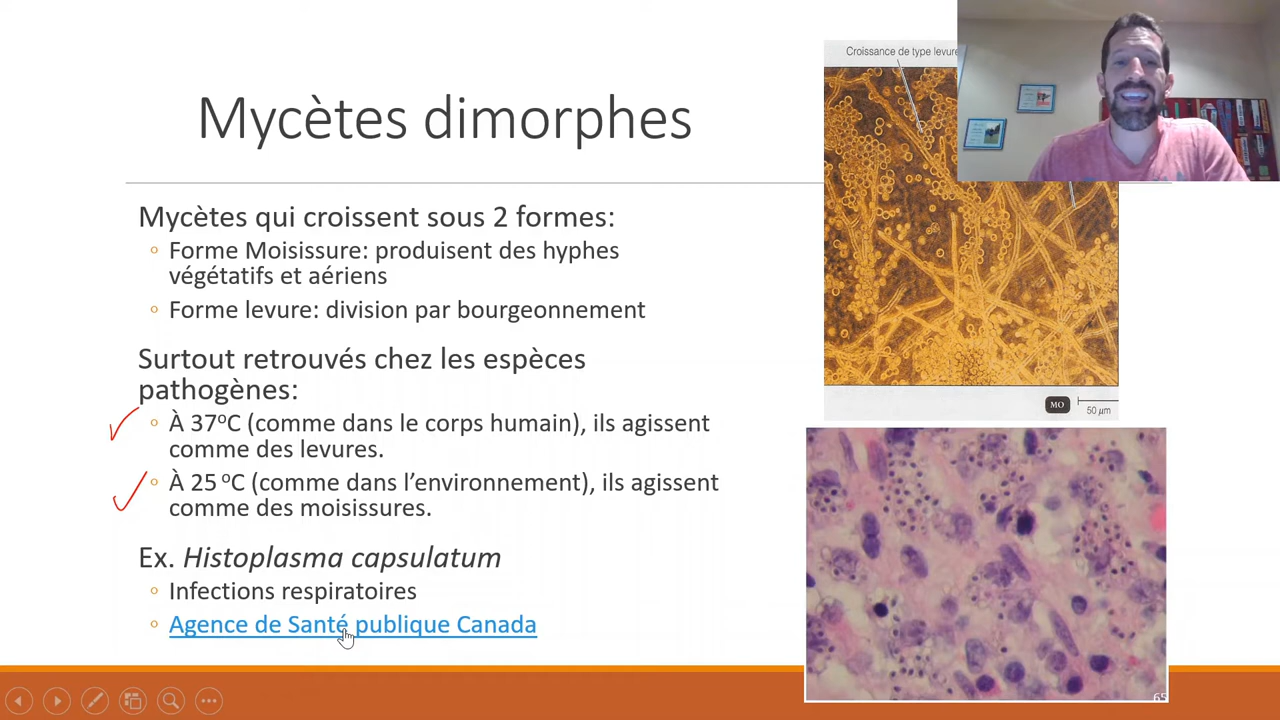 Croissance de type levure
Mycètes dimorphes
Mycètes qui croissent sous 2 formes:
Forme Moisissure: produisent des hyphes
végétatifs et aériens
Forme levure: division par bourgeonnement
Surtout retrouvés chez les espèces
pathogènes:
À 37ºC (comme dans le corps humain), ils agissent
comme des levures.
À 25 ºC (comme dans l’environnement), ils agissent
comme des moisissures.
Ex. Histoplasma capsulatum
Infections respiratoires
Agence de Santé publique Canada
MO
50 µm
65